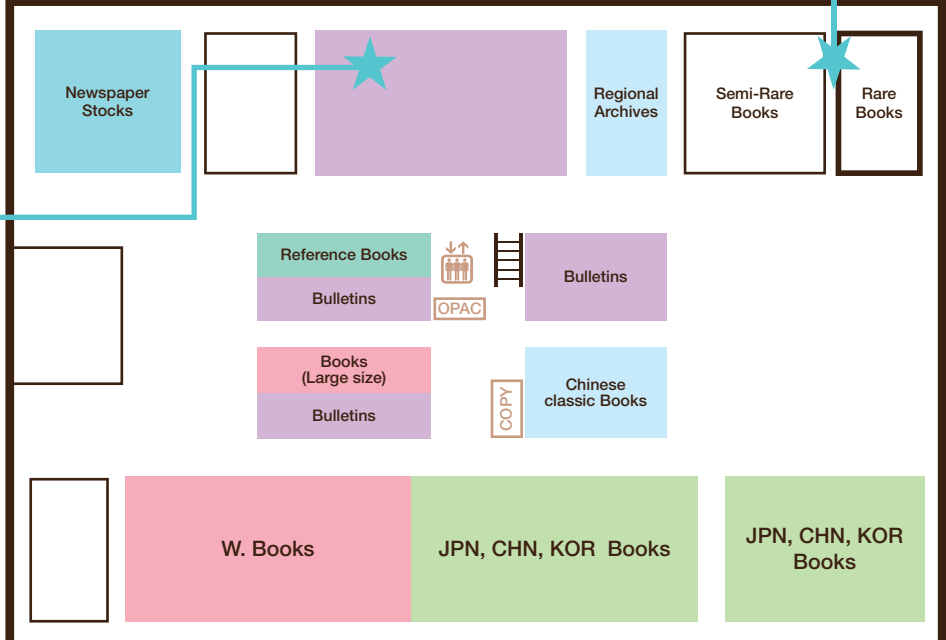 Newspaper
Stocks
Regional
Archives
Semi-Rare
Books
Rare
Books
Reference Books
Bulletins
OPAC
Bulletins
Books
(Large size)
Bulletins
COPY
Chinese
classic Books
W. Books
JPN, CHN, KOR Books
JPN, CHN, KOR
Books